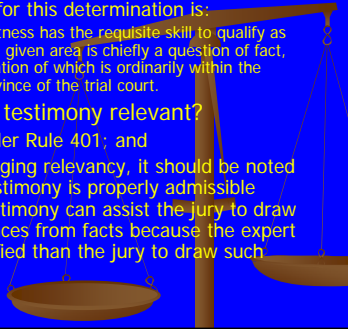 for this determination is:
tness has the requisite skill to qualify as
given area is chiefly a question of fact,
ation of which is ordinarily within the
vince of the trial court.
testimony relevant?
der Rule 401; and
ging relevancy, it should be noted
stimony is properly admissible
timony can assist the jury to draw
ces from facts because the expert
fied than the jury to draw such